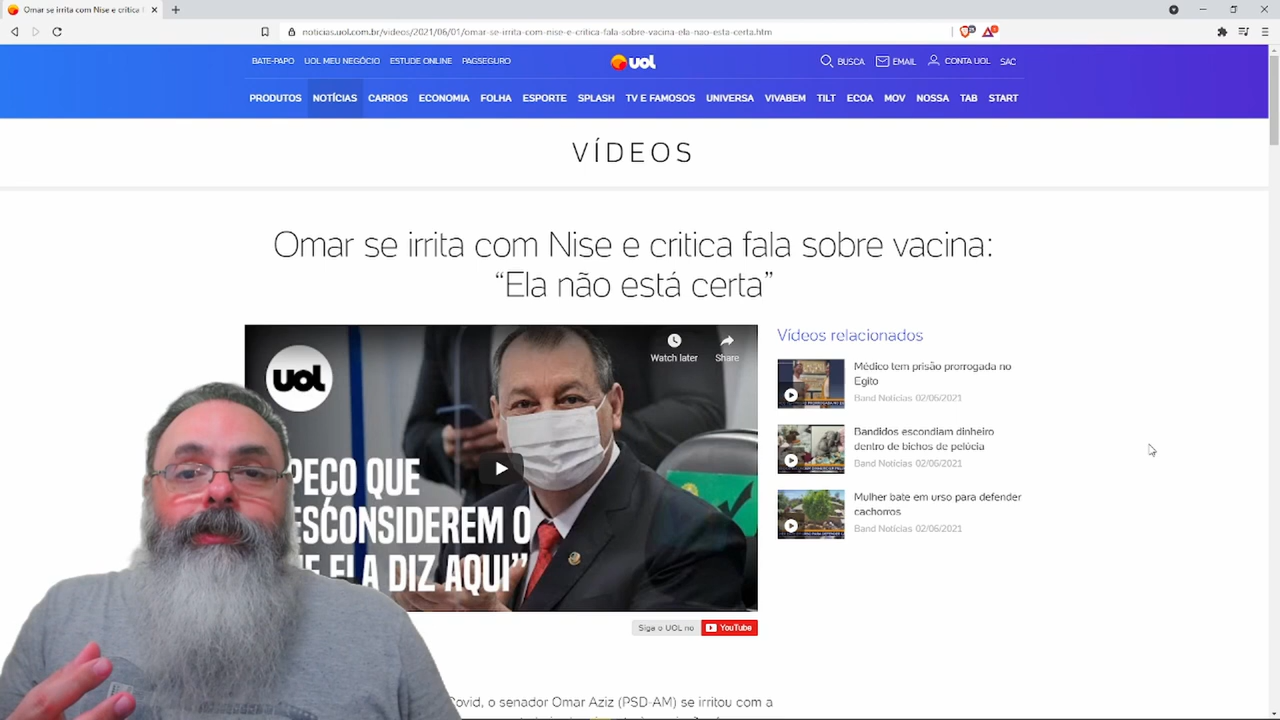 Omar se irrita com Nise e critica f
noticias.uol.com.br/videos/2021/06/01/omar-se-irrita-com-nise-e-critica-fala-sobre-vacina-ela-nao-esta-certa.htm
BATE-PAPO UOL MEU NEGÓCIO ESTUDE ONLINE PAGSEGURO
UOL
BUSCA EMAIL CONTA UOL SAC
PRODUTOS NOTÍCIAS CARROS ECONOMIA FOLHA ESPORTE SPLASH TV E FAMOSOS UNIVERSA VIVABEM TILT ECOA MOV NOSSA TAB START
VÍDEOS
Omar se irrita com Nise e critica fala sobre vacina:
“Ela não está certa”
uol
Watch later Share
PEÇO QUE
ESCONSIDEREM O
E ELA DIZ AQUI”
Vídeos relacionados
Médico tem prisão prorrogada no
Egito
Band Notícias 02/06/2021
Bandidos escondiam dinheiro
dentro de bichos de pelúcia
Band Notícias 02/06/2021
Mulher bate em urso para defender
cachorros
Band Notícias 02/06/2021
Siga o UOL no YouTube
Covid, o senador Omar Aziz (PSD-AM) se irritou com a